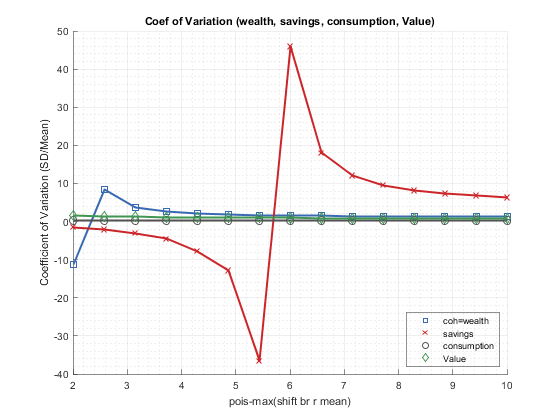 Coef of Variation (wealth, savings, consumption, Value)
50
40
30
20
10
0
-10
-20
-30
-40
Coefficient of Variation (SD/Mean)
2
3
4
5
6
7
8
9
10
pois-max(shift br r mean)
coh=wealth
savings
consumption
Value